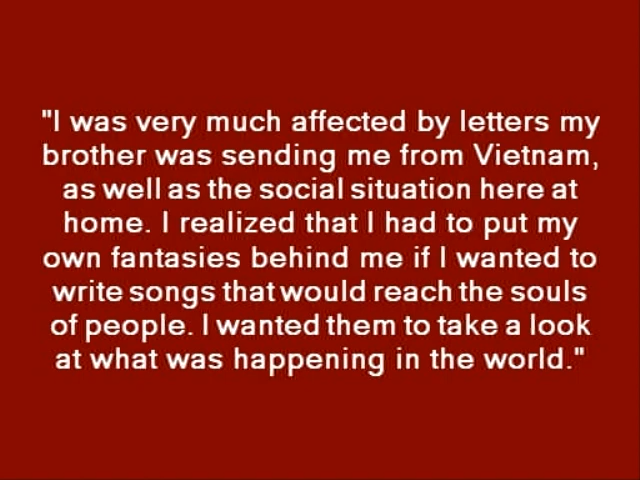 "I was very much affected by letters my
brother was sending me from Vietnam,
as well as the social situation here at
home. I realized that I had to put my
own fantasies behind me if I wanted to
write songs that would reach the souls
of people. I wanted them to take a look
at what was happening in the world."